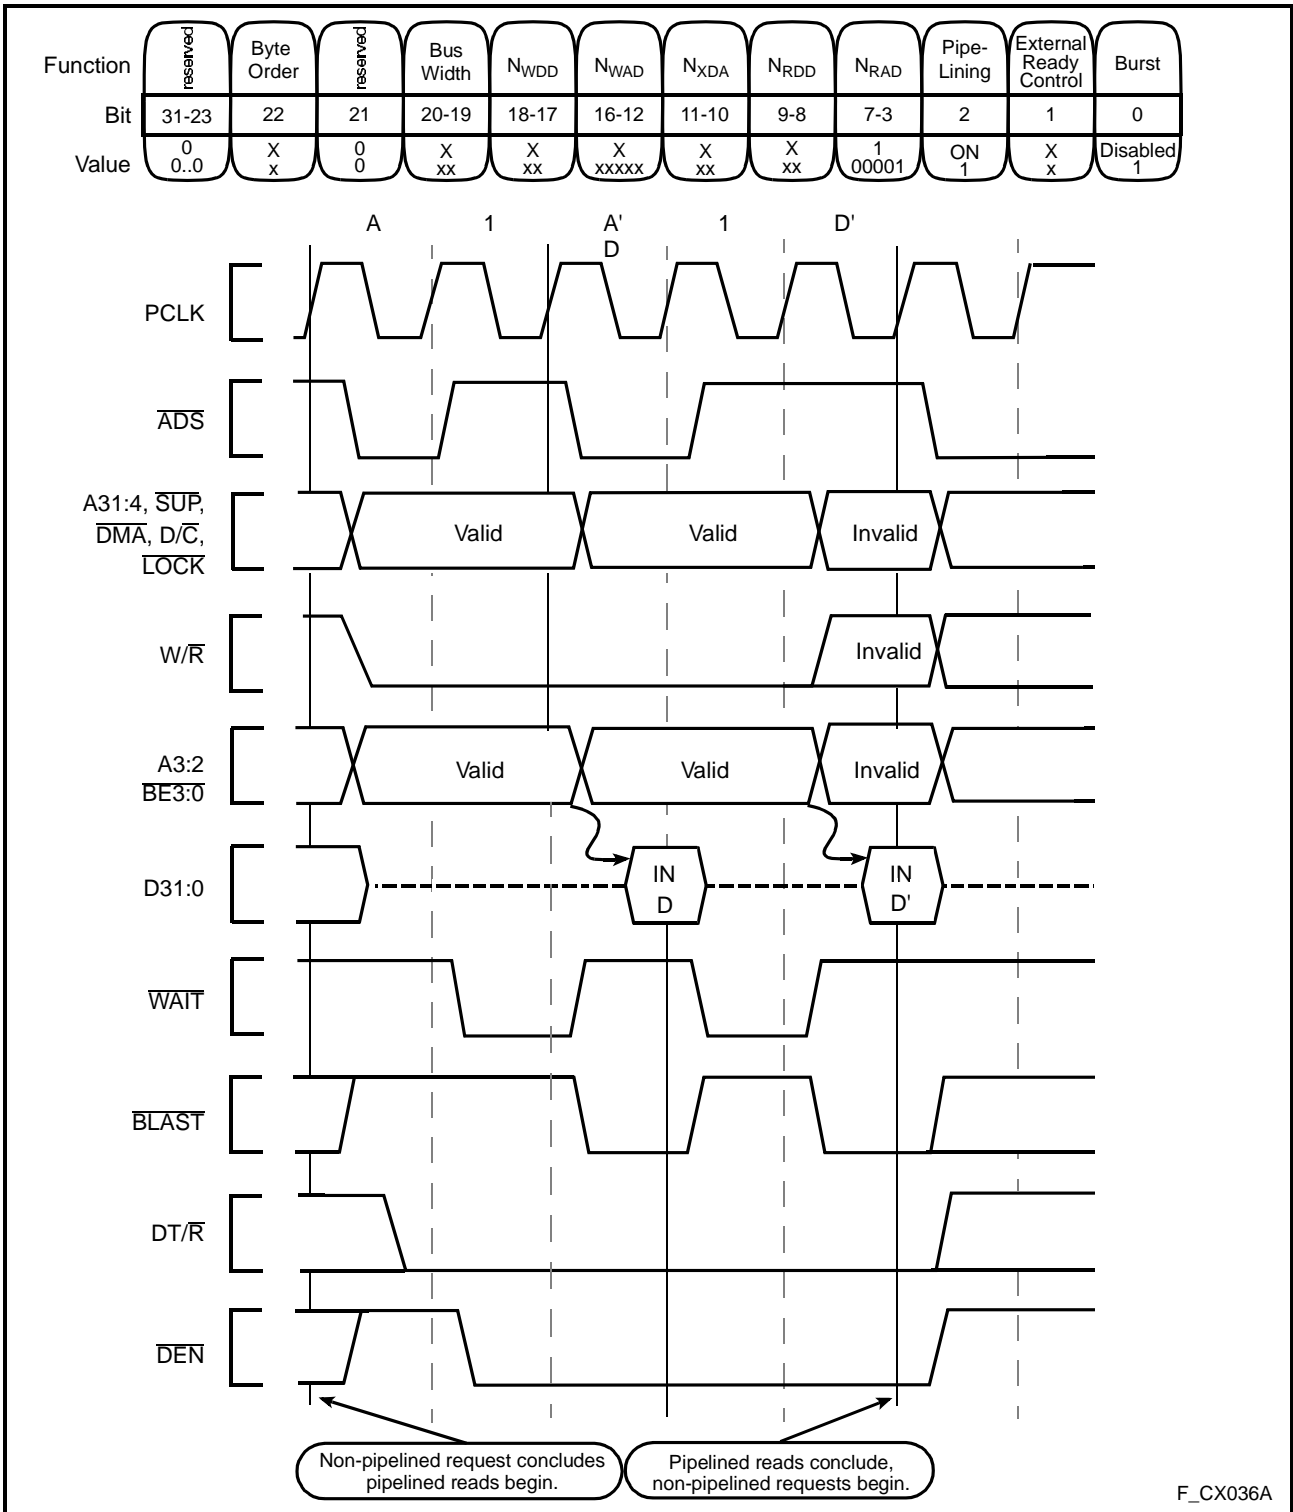 Function reserved Byte Order reserved Bus Width NWDD NWAD NXDA NRDD NRAD Pipe-Lining External Ready Control Burst
Bit 31-23 22 21 20-19 18-17 16-12 11-10 9-8 7-3 2 1 0
Value 0 0..0 X x 0 0 X xx X xx X xxxxx X xx X xx 1 00001 ON 1 X x Disabled 1
A 1 A' 1 D'
D
PCLK
ADS
A31:4, SUP,
DMA, D/C,
LOCK
Valid Valid Invalid
W/R
Invalid
A3:2
BE3:0
Valid Valid Invalid
D31:0
IN
D
IN
D'
WAIT
BLAST
DT/R
DEN
Non-pipelined request concludes
pipelined reads begin.
Pipelined reads conclude,
non-pipelined requests begin.
F_CX036A